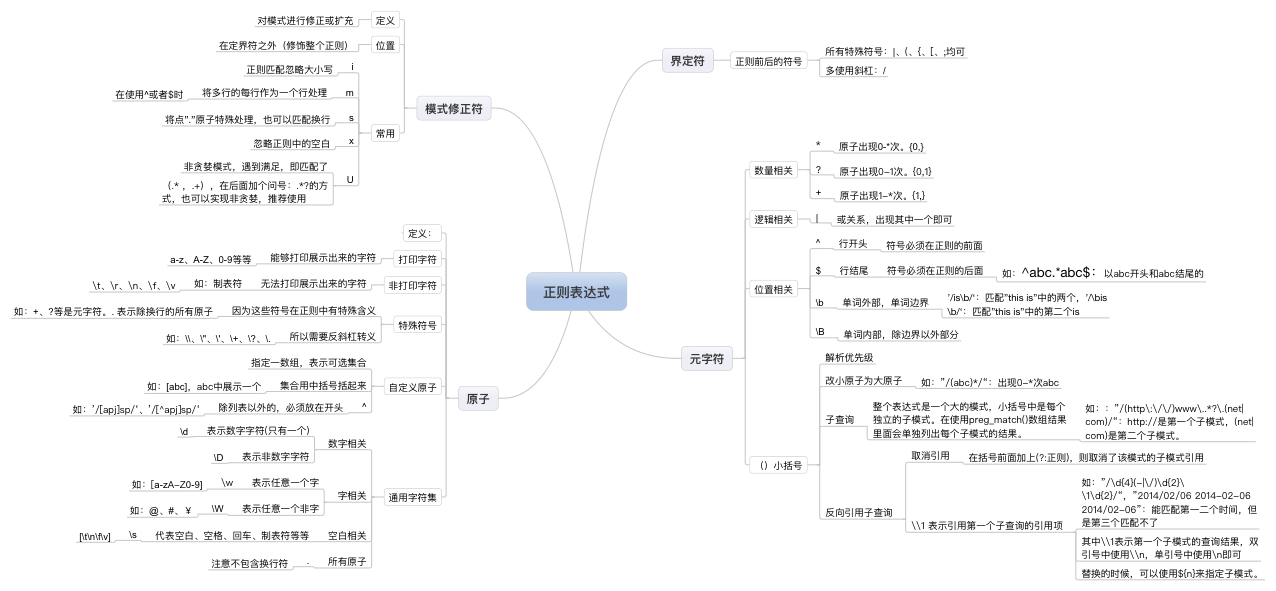 正则表达式
模式修正符
定义
对模式进行修正或扩充
位置
在定界符之外（修饰整个正则）
常用
i
正则匹配忽略大小写
m
将多行的每行作为一个行处理
在使用^或者$时
s
将点"."原子特殊处理，也可以匹配换行
x
忽略正则中的空白
U
非贪婪模式，遇到满足，即匹配了
（.* ，.+），在后面加个问号：.*?的方
式，也可以实现非贪婪，推荐使用
原子
定义：
打印字符
能够打印展示出来的字符
a-z、A-Z、0-9等等
非打印字符
无法打印展示出来的字符
如：制表符
\t、\r、\n、\f、\v
特殊符号
因为这些符号在正则中有特殊含义
如：+、?等是元字符。. 表示除换行的所有原子
所以需要反斜杠转义
如：\\、\"、\'、\+、\?、\.
自定义原子
指定一数组，表示可选集合
集合用中括号括起来
如：[abc]，abc中展示一个
^
除列表以外的，必须放在开头
如：'/[apj]sp/'、'/[^apj]sp/'
通用字符集
数字相关
表示数字字符(只有一个)
\d
表示非数字字符
\D
字相关
表示任意一个字
\w
如：[a-zA-Z0-9]
表示任意一个非字
\W
如：@、#、￥
空白相关
代表空白、空格、回车、制表符等等
\s
[\t\n\f\v]
所有原子
.
注意不包含换行符
界定符
正则前后的符号
所有特殊符号：|、(、{、[、;均可
多使用斜杠：/
元字符
数量相关
*
原子出现0-*次。{0,}
?
原子出现0-1次。{0,1}
+
原子出现1-*次。{1,}
逻辑相关
|
或关系，出现其中一个即可
位置相关
^
行开头
符号必须在正则的前面
$
行结尾
符号必须在正则的后面
如：^abc.*abc$：以abc开头和abc结尾的
\b
单词外部，单词边界
'/is\b/'：匹配"this is"中的两个，'/\bis
\b/'：匹配"this is"中的第二个is
\B
单词内部，除边界以外部分
（）小括号
解析优先级
改小原子为大原子
如："/(abc)*/"：出现0-*次abc
子查询
整个表达式是一个大的模式，小括号中是每个
独立的子模式。在使用preg_match()数组结果
里面会单独列出每个子模式的结果。
如：："/(http\:\/\/)www\..*?\.(net|
com)/"：http://是第一个子模式，(net|
com)是第二个子模式。
反向引用子查询
取消引用
在括号前面加上(?:正则)，则取消了该模式的子模式引用
\\1 表示引用第一个子查询的引用项
如："/\d{4}(-|\/)\d{2}\
\1\d{2}/"，"2014/02/06 2014-02-06
2014/02-06"：能匹配第一二个时间，但
是第三个匹配不了
其中\\1表示第一个子模式的查询结果，双
引号中使用\\n，单引号中使用\n即可
替换的时候，可以使用${n}来指定子模式。